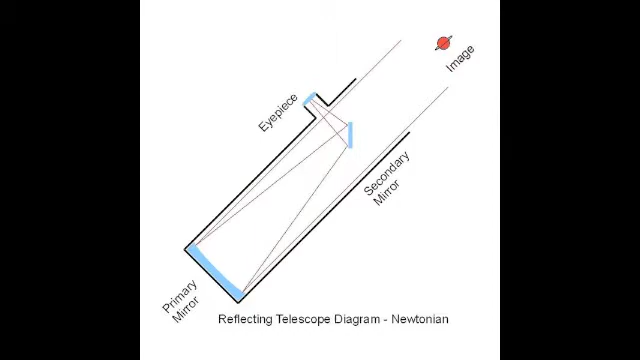 Image
Eyepiece
Secondary
Mirror
Primary
Mirror
Reflecting Telescope Diagram - Newtonian